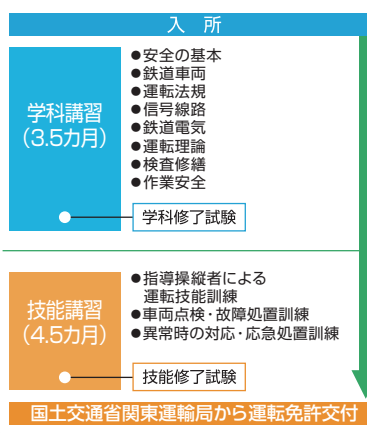 入 所
学科講習
（3.5カ月）
●安全の基本
●鉄道車両
●運転法規
●信号線路
●鉄道電気
●運転理論
●検査修繕
●作業安全
学科修了試験
技能講習
（4.5カ月）
●指導操縦者による
運転技能訓練
●車両点検・故障処置訓練
●異常時の対応・応急処置訓練
技能修了試験
国土交通省関東運輸局から運転免許交付